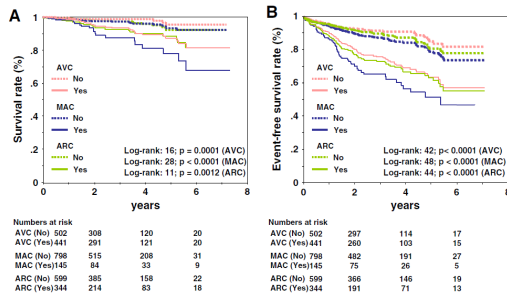 A
B
Survival rate (%)
1
.8
.6
.4
.2
0
AVC
No
Yes
MAC
No
Yes
ARC
No
Yes
Log-rank: 16; p = 0.0001 (AVC)
Log-rank: 28; p < 0.0001 (MAC)
Log-rank: 11; p = 0.0012 (ARC)
0 2 4 6 8
years
Event-free survival rate (%)
1
.8
.6
.4
.2
0
AVC
No
Yes
MAC
No
Yes
ARC
No
Yes
Log-rank: 42; p< 0.0001 (AVC)
Log-rank: 48; p< 0.0001 (MAC)
Log-rank: 44; p< 0.0001 (ARC)
0 2 4 6 8
years
Numbers at risk
AVC (No) 502 308 120 20
AVC (Yes) 441 291 121 20
MAC (No) 798 515 208 31
MAC (Yes) 145 84 33 9
ARC (No) 599 385 158 22
ARC (Yes) 344 214 83 18
Numbers at risk
AVC (No) 502 297 114 17
AVC (Yes) 441 260 103 15
MAC (No) 798 482 191 27
MAC (Yes) 145 75 26 5
ARC (No) 599 366 146 19
ARC (Yes) 344 191 71 13